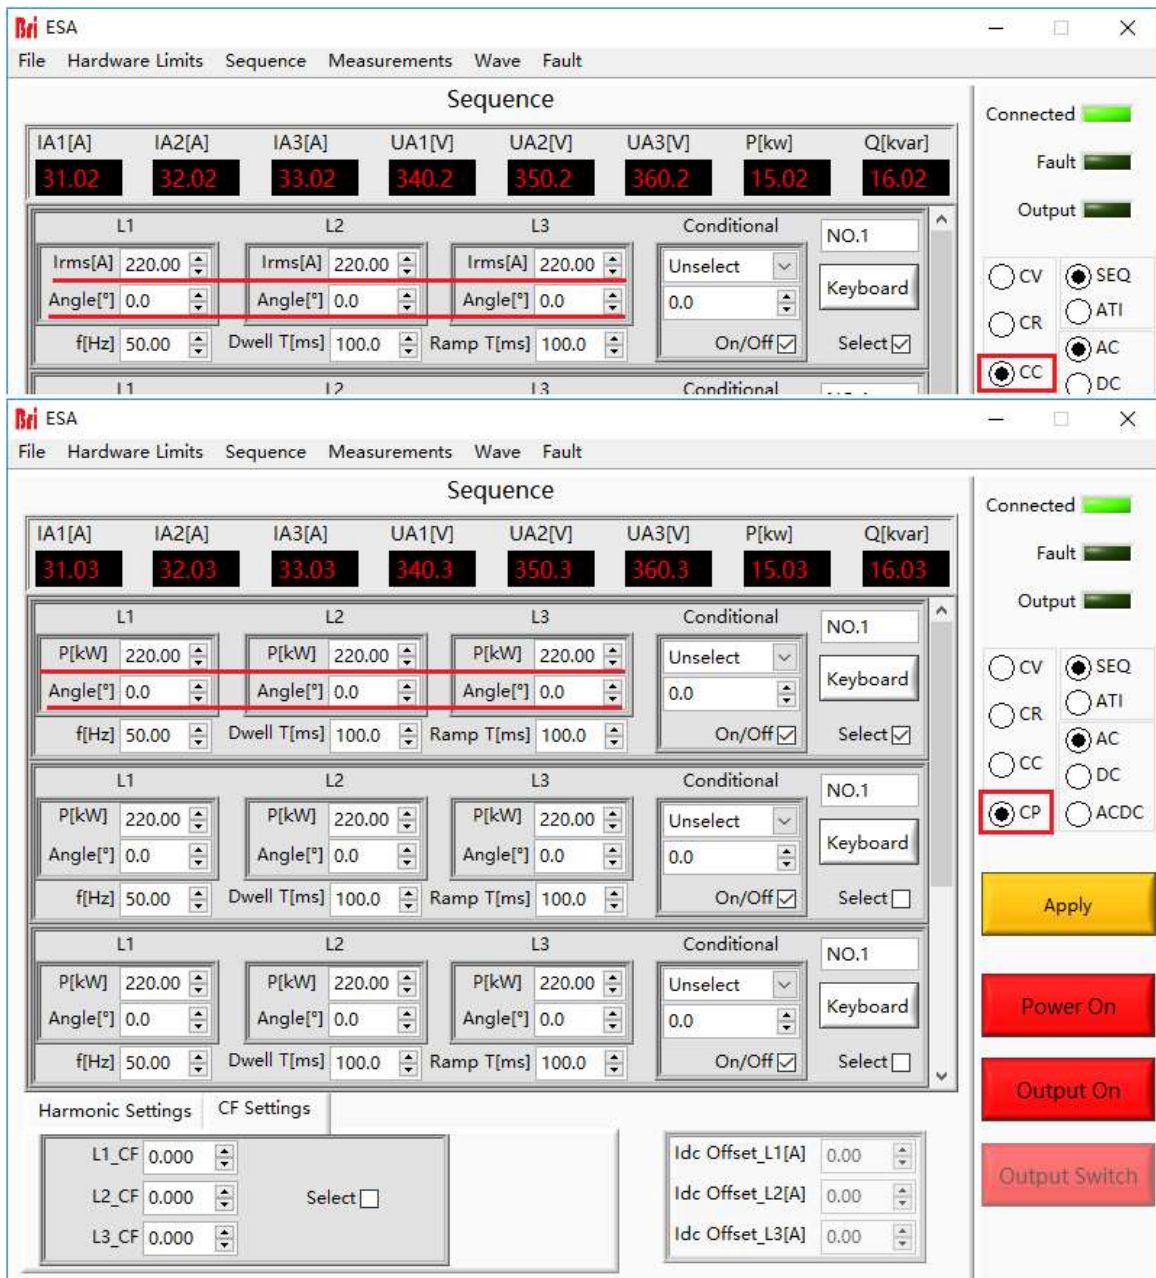 Bri ESA
File Hardware Limits Sequence Measurements Wave Fault
Sequence
Connected
IA1[A] IA2[A] IA3[A] UA1[V] UA2[V] UA3[V] P[kw] Q[kvar]
31.02 32.02 33.02 340.2 350.2 360.2 15.02 16.02
Fault
Output
L1 L2 L3 Conditional NO.1
Irms[A] 220.00 Irms[A] 220.00 Irms[A] 220.00 Unselect Keyboard
Angle[°] 0.0 Angle[°] 0.0 Angle[°] 0.0 0.0
f[Hz] 50.00 Dwell T[ms] 100.0 Ramp T[ms] 100.0 On/Off Select
CV SEQ
ATI
CR
AC
CC
DC
L1 L2 L3 Conditional
Bri ESA
File Hardware Limits Sequence Measurements Wave Fault
Sequence
Connected
IA1[A] IA2[A] IA3[A] UA1[V] UA2[V] UA3[V] P[kw] Q[kvar]
31.03 32.03 33.03 340.3 350.3 360.3 15.03 16.03
Fault
Output
L1 L2 L3 Conditional NO.1
P[kW] 220.00 P[kW] 220.00 P[kW] 220.00 Unselect Keyboard
Angle[°] 0.0 Angle[°] 0.0 Angle[°] 0.0 0.0
f[Hz] 50.00 Dwell T[ms] 100.0 Ramp T[ms] 100.0 On/Off Select
CV SEQ
ATI
CR
AC
CC
DC
CP ACDC
L1 L2 L3 Conditional NO.1
P[kW] 220.00 P[kW] 220.00 P[kW] 220.00 Unselect Keyboard
Angle[°] 0.0 Angle[°] 0.0 Angle[°] 0.0 0.0
f[Hz] 50.00 Dwell T[ms] 100.0 Ramp T[ms] 100.0 On/Off Select
Apply
L1 L2 L3 Conditional NO.1
P[kW] 220.00 P[kW] 220.00 P[kW] 220.00 Unselect Keyboard
Angle[°] 0.0 Angle[°] 0.0 Angle[°] 0.0 0.0
f[Hz] 50.00 Dwell T[ms] 100.0 Ramp T[ms] 100.0 On/Off Select
Power On
Output On
Output Switch
Harmonic Settings CF Settings
L1_CF 0.000
L2_CF 0.000 Select
L3_CF 0.000
Idc Offset_L1[A] 0.00
Idc Offset_L2[A] 0.00
Idc Offset_L3[A] 0.00